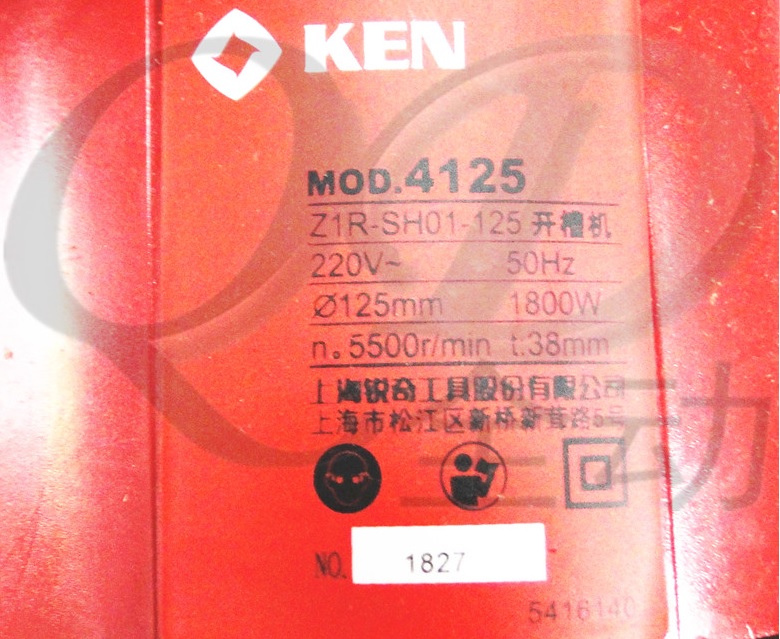 KEN
MOD.4125
Z1R-SH01-125 开槽机
220V~ 50Hz
Ø125mm 1800W
n。5500r/min t:38mm
上海锐奇工具股份有限公司
上海市松江区新桥新茸路5号
NO. 1827
5416140